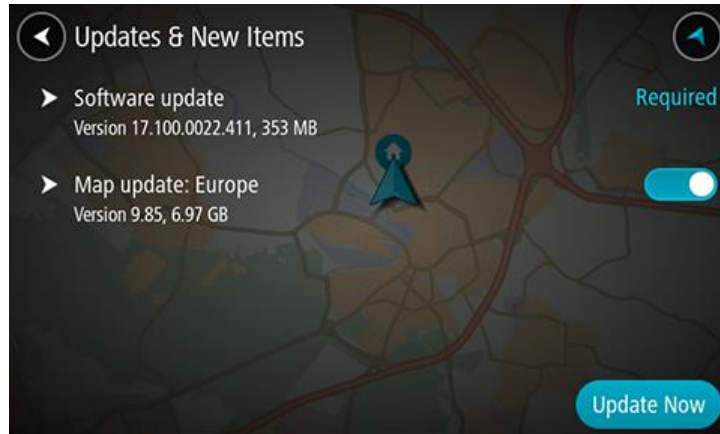 Updates & New Items
Software update
Required
Version 17.100.0022.411, 353 MB
Map update: Europe
Version 9.85, 6.97 GB
Update Now